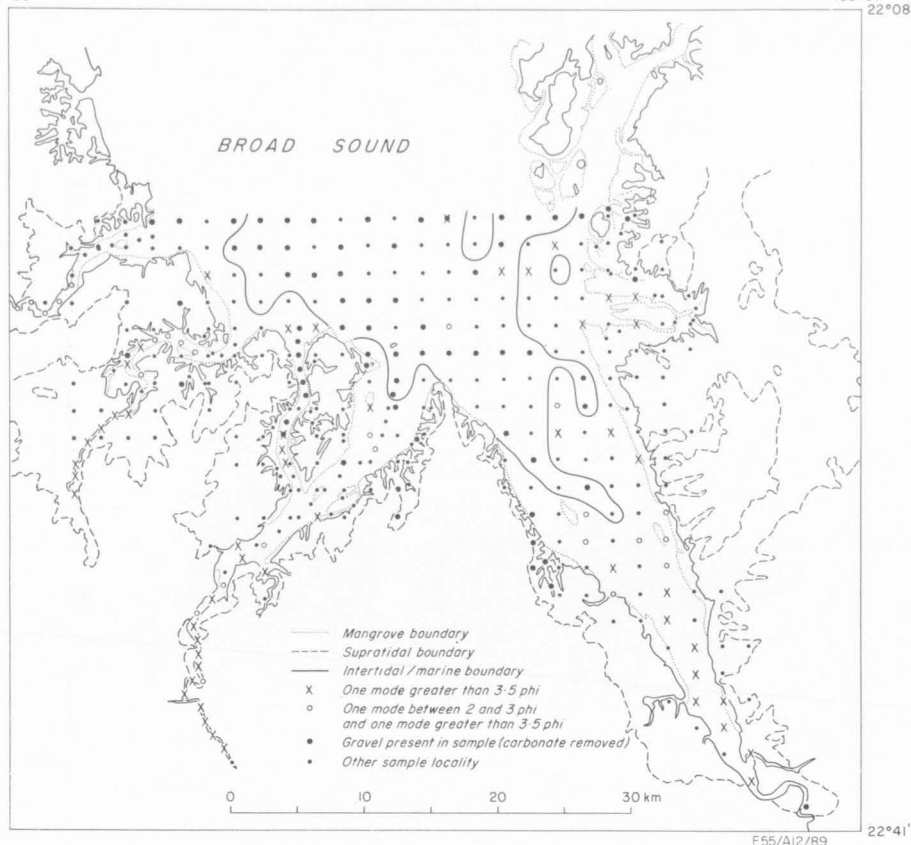 22°08
BROAD SOUND
Mangrove boundary
Supratidal boundary
Intertidal/marine boundary
X One mode greater than 3·5 phi
One mode between 2 and 3 phi
and one mode greater than 3·5 phi
Gravel present in sample (carbonate removed)
Other sample locality
0 10 20 30 km
22°41'
F55/A12/89